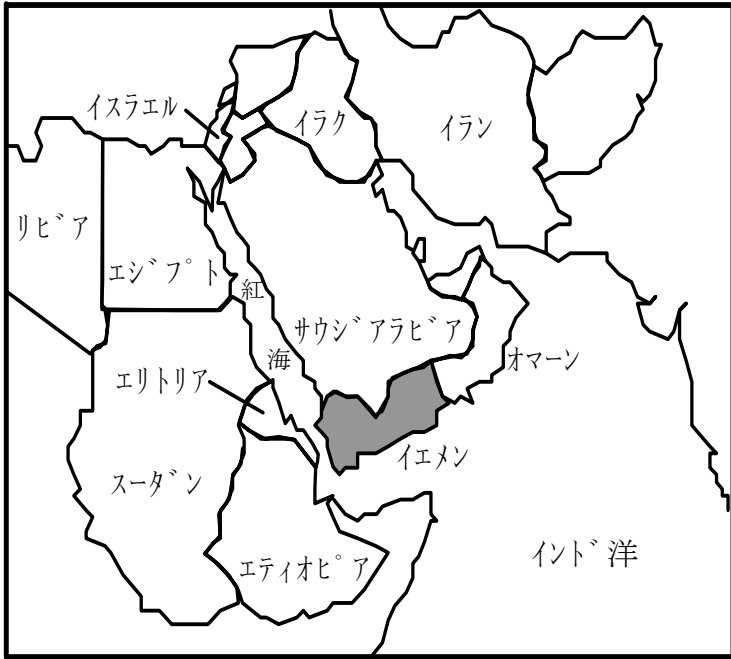 イスラエル
イラク
イラン
リビア
エジプト
紅
海
サウジアラビア
オマーン
エリトリア
イエメン
スーダン
エティオピア
インド洋